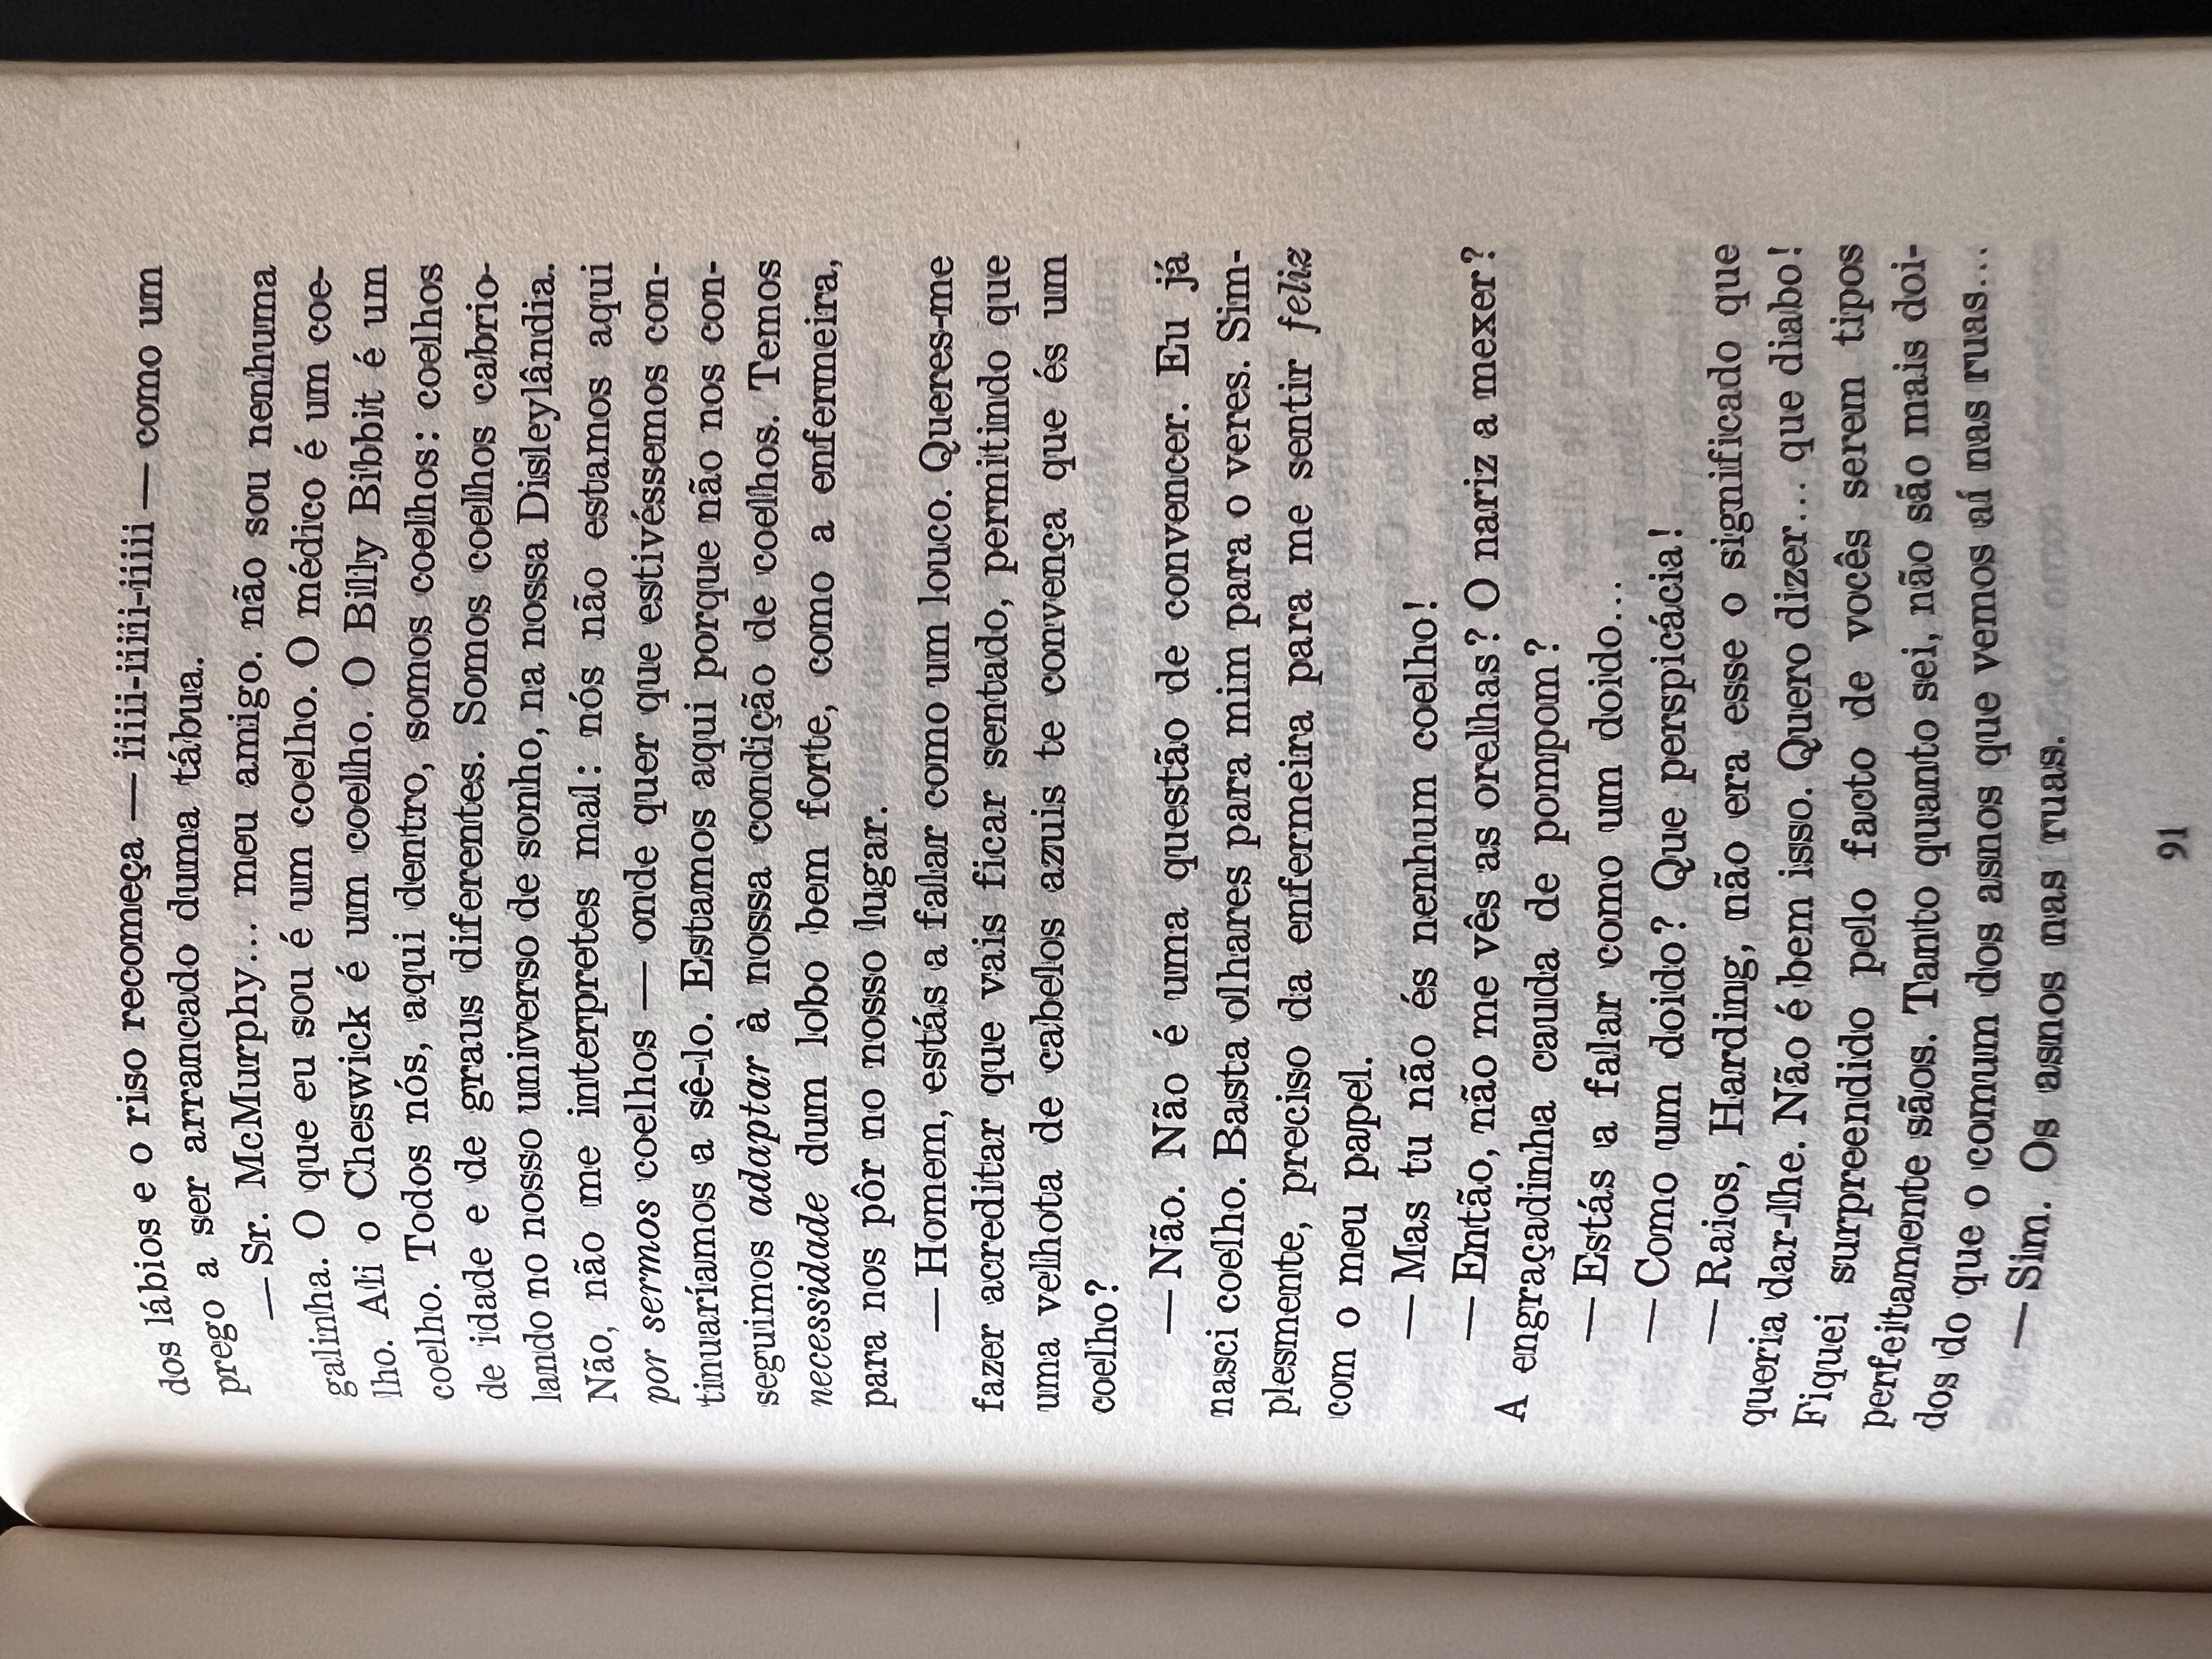 dos lábios e o riso recomeça — iiiii-iiiii-iiiii — como um
prego a ser arrancado duma tábua.
— Sr. McMurphy... meu amigo. não sou nenhuma
galinha. O que eu sou é um coelho. O médico é um coe-
lho. Ali o Cheswick é um coelho. O Billy Bibbit é um
coelho. Todos nós, aqui dentro, somos coelhos: coelhos
de idade e de graus diferentes. Somos coelhos cabrio-
lando no nosso universo de sonho, na nossa Disleylândia.
Não, não me interpretes mal: nós não estamos aqui
por sermos coelhos — onde quer que estivéssemos con-
tinuaríamos a sê-lo. Estamos aqui porque não nos con-
seguimos adaptar à nossa condição de coelhos. Temos
necessidade dum lobo bem forte, como a enfermeira,
para nos pôr no nosso lugar.
— Homem, estás a falar como um louco. Queres-me
fazer acreditar que vais ficar sentado, permitindo que
uma velhota de cabelos azuis te convença que és um
coelho?
— Não. Não é uma questão de convencer. Eu já
nasci coelho. Basta olhares para mim para o veres. Sim-
plesmente, preciso da enfermeira para me sentir feliz
com o meu papel.
— Mas tu não és nenhum coelho!
— Então, não me vês as orelhas? O nariz a mexer?
A engraçadinha cauda de pompom?
— Estás a falar como um doido...
— Como um doido? Que perspicácia!
— Raios, Harding, não era esse o significado que
queria dar-lhe. Não é bem isso. Quero dizer... que diabo!
Fiquei surpreendido pelo facto de vocês serem tipos
perfeitamente sãos. Tanto quanto sei, não são mais doi-
dos do que o comum dos asnos que vemos aí nas ruas...
— Sim. Os asnos nas ruas.
91